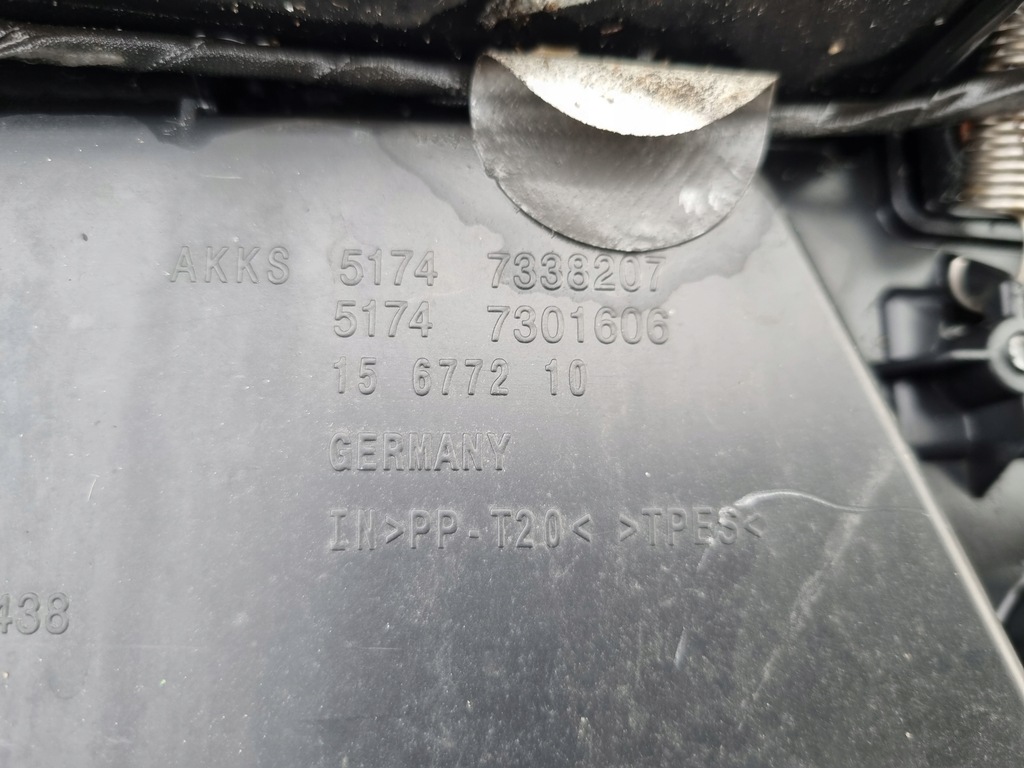 AKKS 5174 7338207
5174 7301606
15 6772 10
GERMANY
IN>PP-T20< >TPES<
438